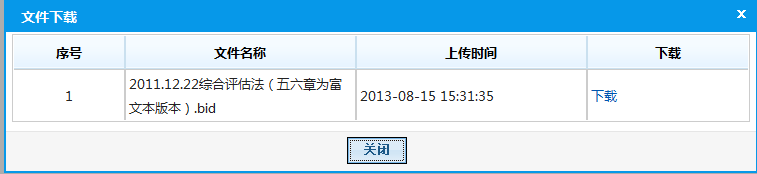 文件下载
x
序号 文件名称 上传时间 下载
1 2011.12.22综合评估法（五六章为富 2013-08-15 15:31:35 下载
文本版本）.bid
关闭